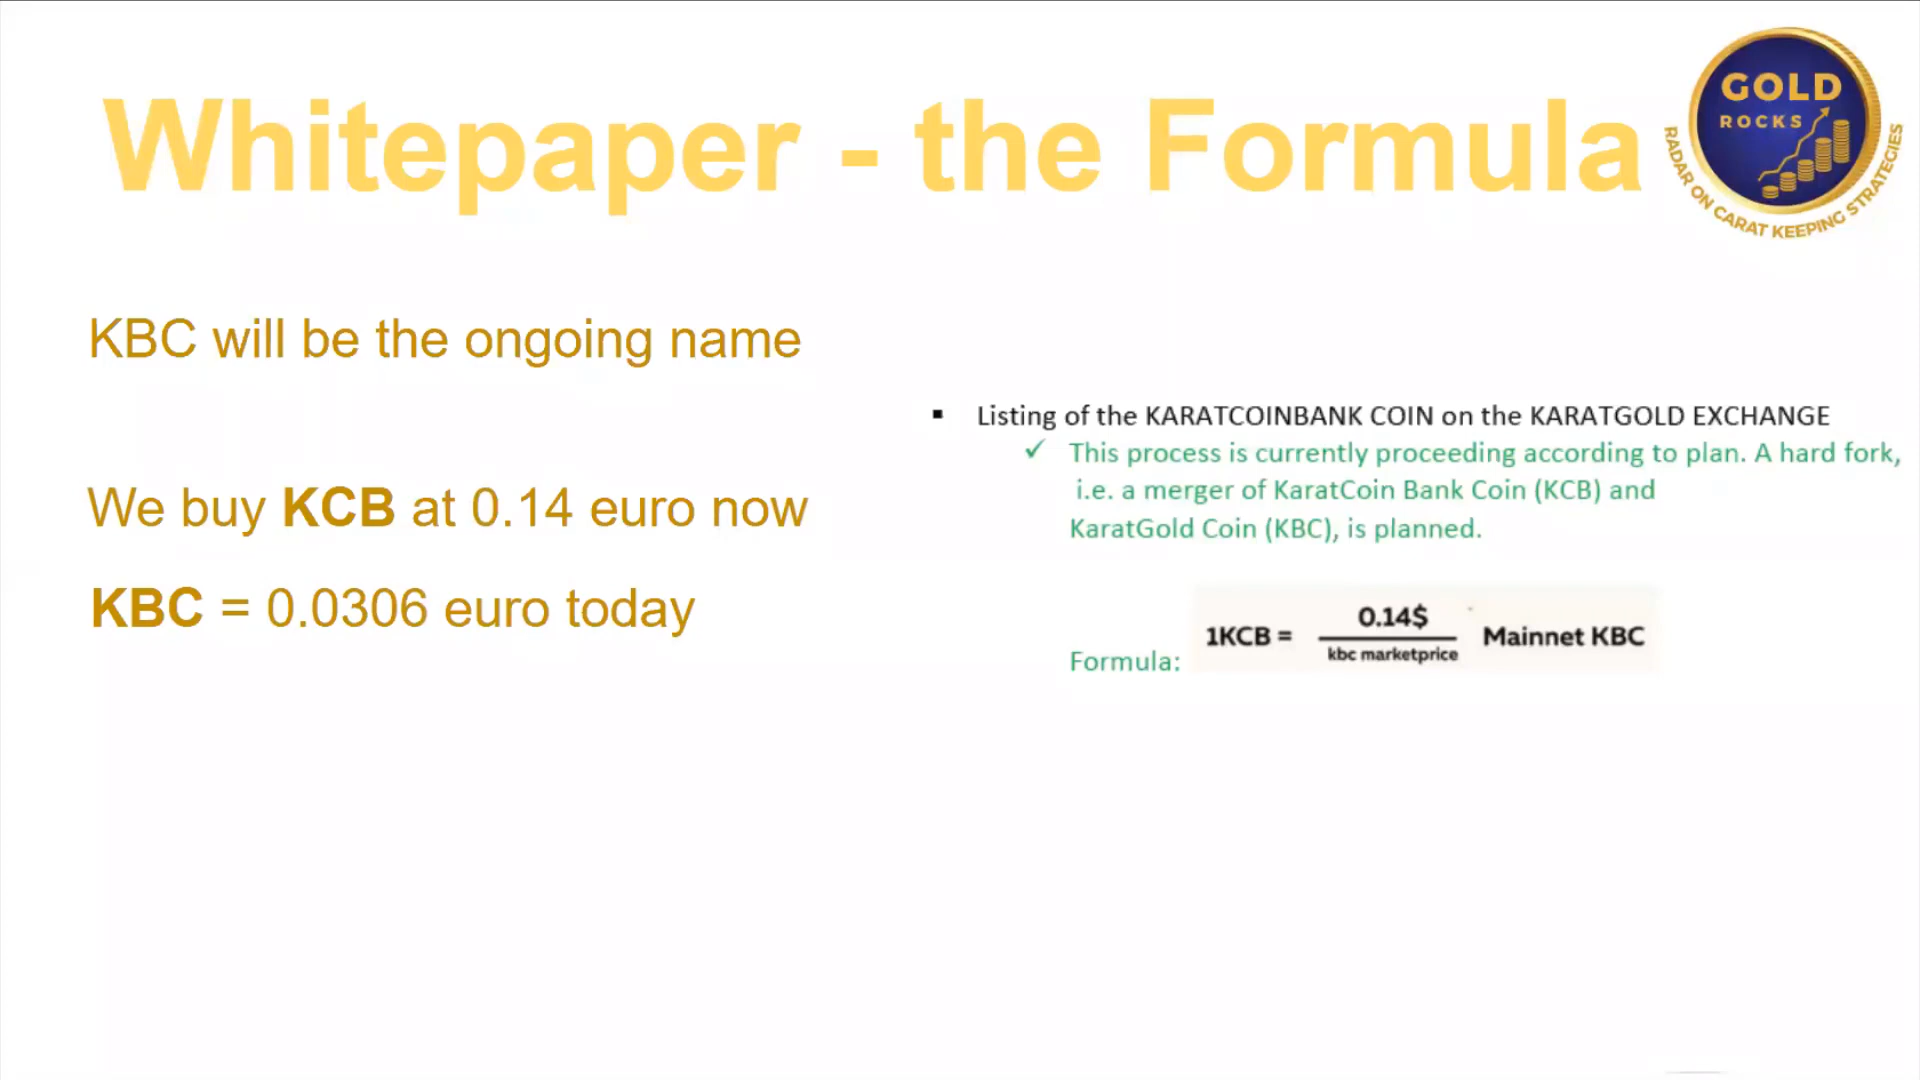 Whitepaper - the Formula
GOLD
ROCKS
RADAR ON CARAT KEEPING STRATEGIES
KBC will be the ongoing name
We buy KCB at 0.14 euro now
KBC = 0.0306 euro today
▪ Listing of the KARATCOINBANK COIN on the KARATGOLD EXCHANGE
✓ This process is currently proceeding according to plan. A hard fork,
i.e. a merger of KaratCoin Bank Coin (KCB) and
KaratGold Coin (KBC), is planned.
Formula: 1KCB = 0.14$ / kbc marketprice Mainnet KBC